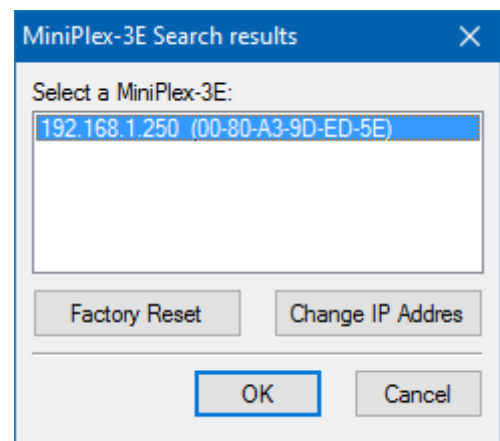 MiniPlex-3E Search results
Select a MiniPlex-3E:
192.168.1.250 (00-80-A3-9D-ED-5E)
Factory Reset Change IP Addres
OK Cancel